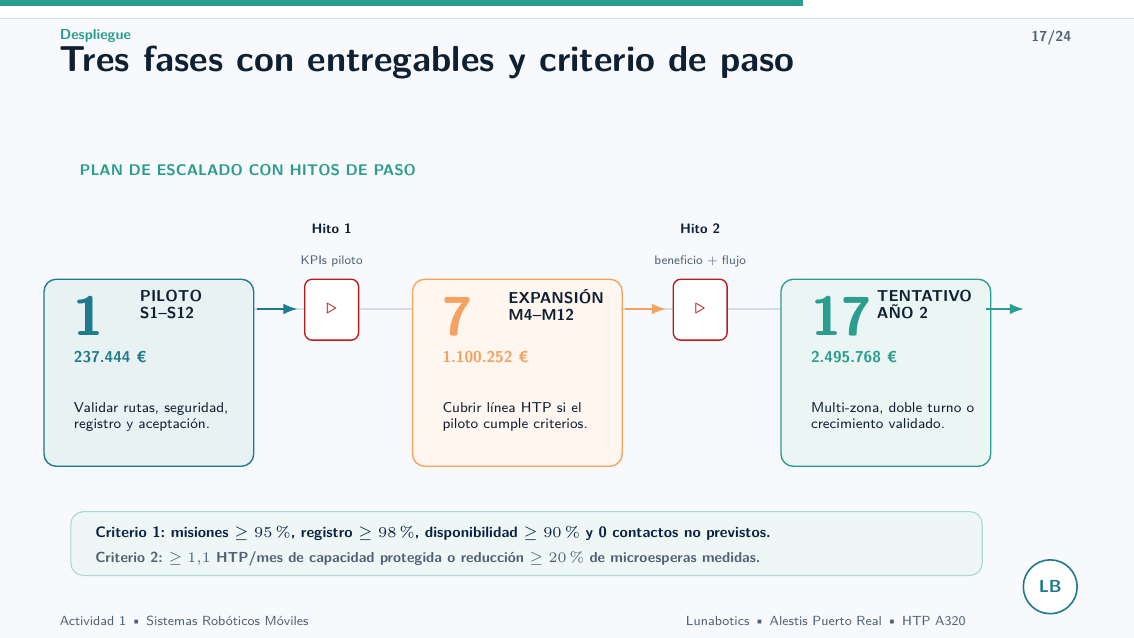 Despliegue
17/24
Tres fases con entregables y criterio de paso
PLAN DE ESCALADO CON HITOS DE PASO
Hito 1
KPIs piloto
Hito 2
beneficio + flujo
1
PILOTO
S1–S12
237.444 €
Validar rutas, seguridad,
registro y aceptación.
7
EXPANSIÓN
M4–M12
1.100.252 €
Cubrir línea HTP si el
piloto cumple criterios.
17
TENTATIVO
AÑO 2
2.495.768 €
Multi-zona, doble turno o
crecimiento validado.
Criterio 1: misiones ≥ 95 %, registro ≥ 98 %, disponibilidad ≥ 90 % y 0 contactos no previstos.
Criterio 2: ≥ 1,1 HTP/mes de capacidad protegida o reducción ≥ 20 % de microesperas medidas.
LB
Actividad 1 ▪ Sistemas Robóticos Móviles
Lunabotics ▪ Alestis Puerto Real ▪ HTP A320